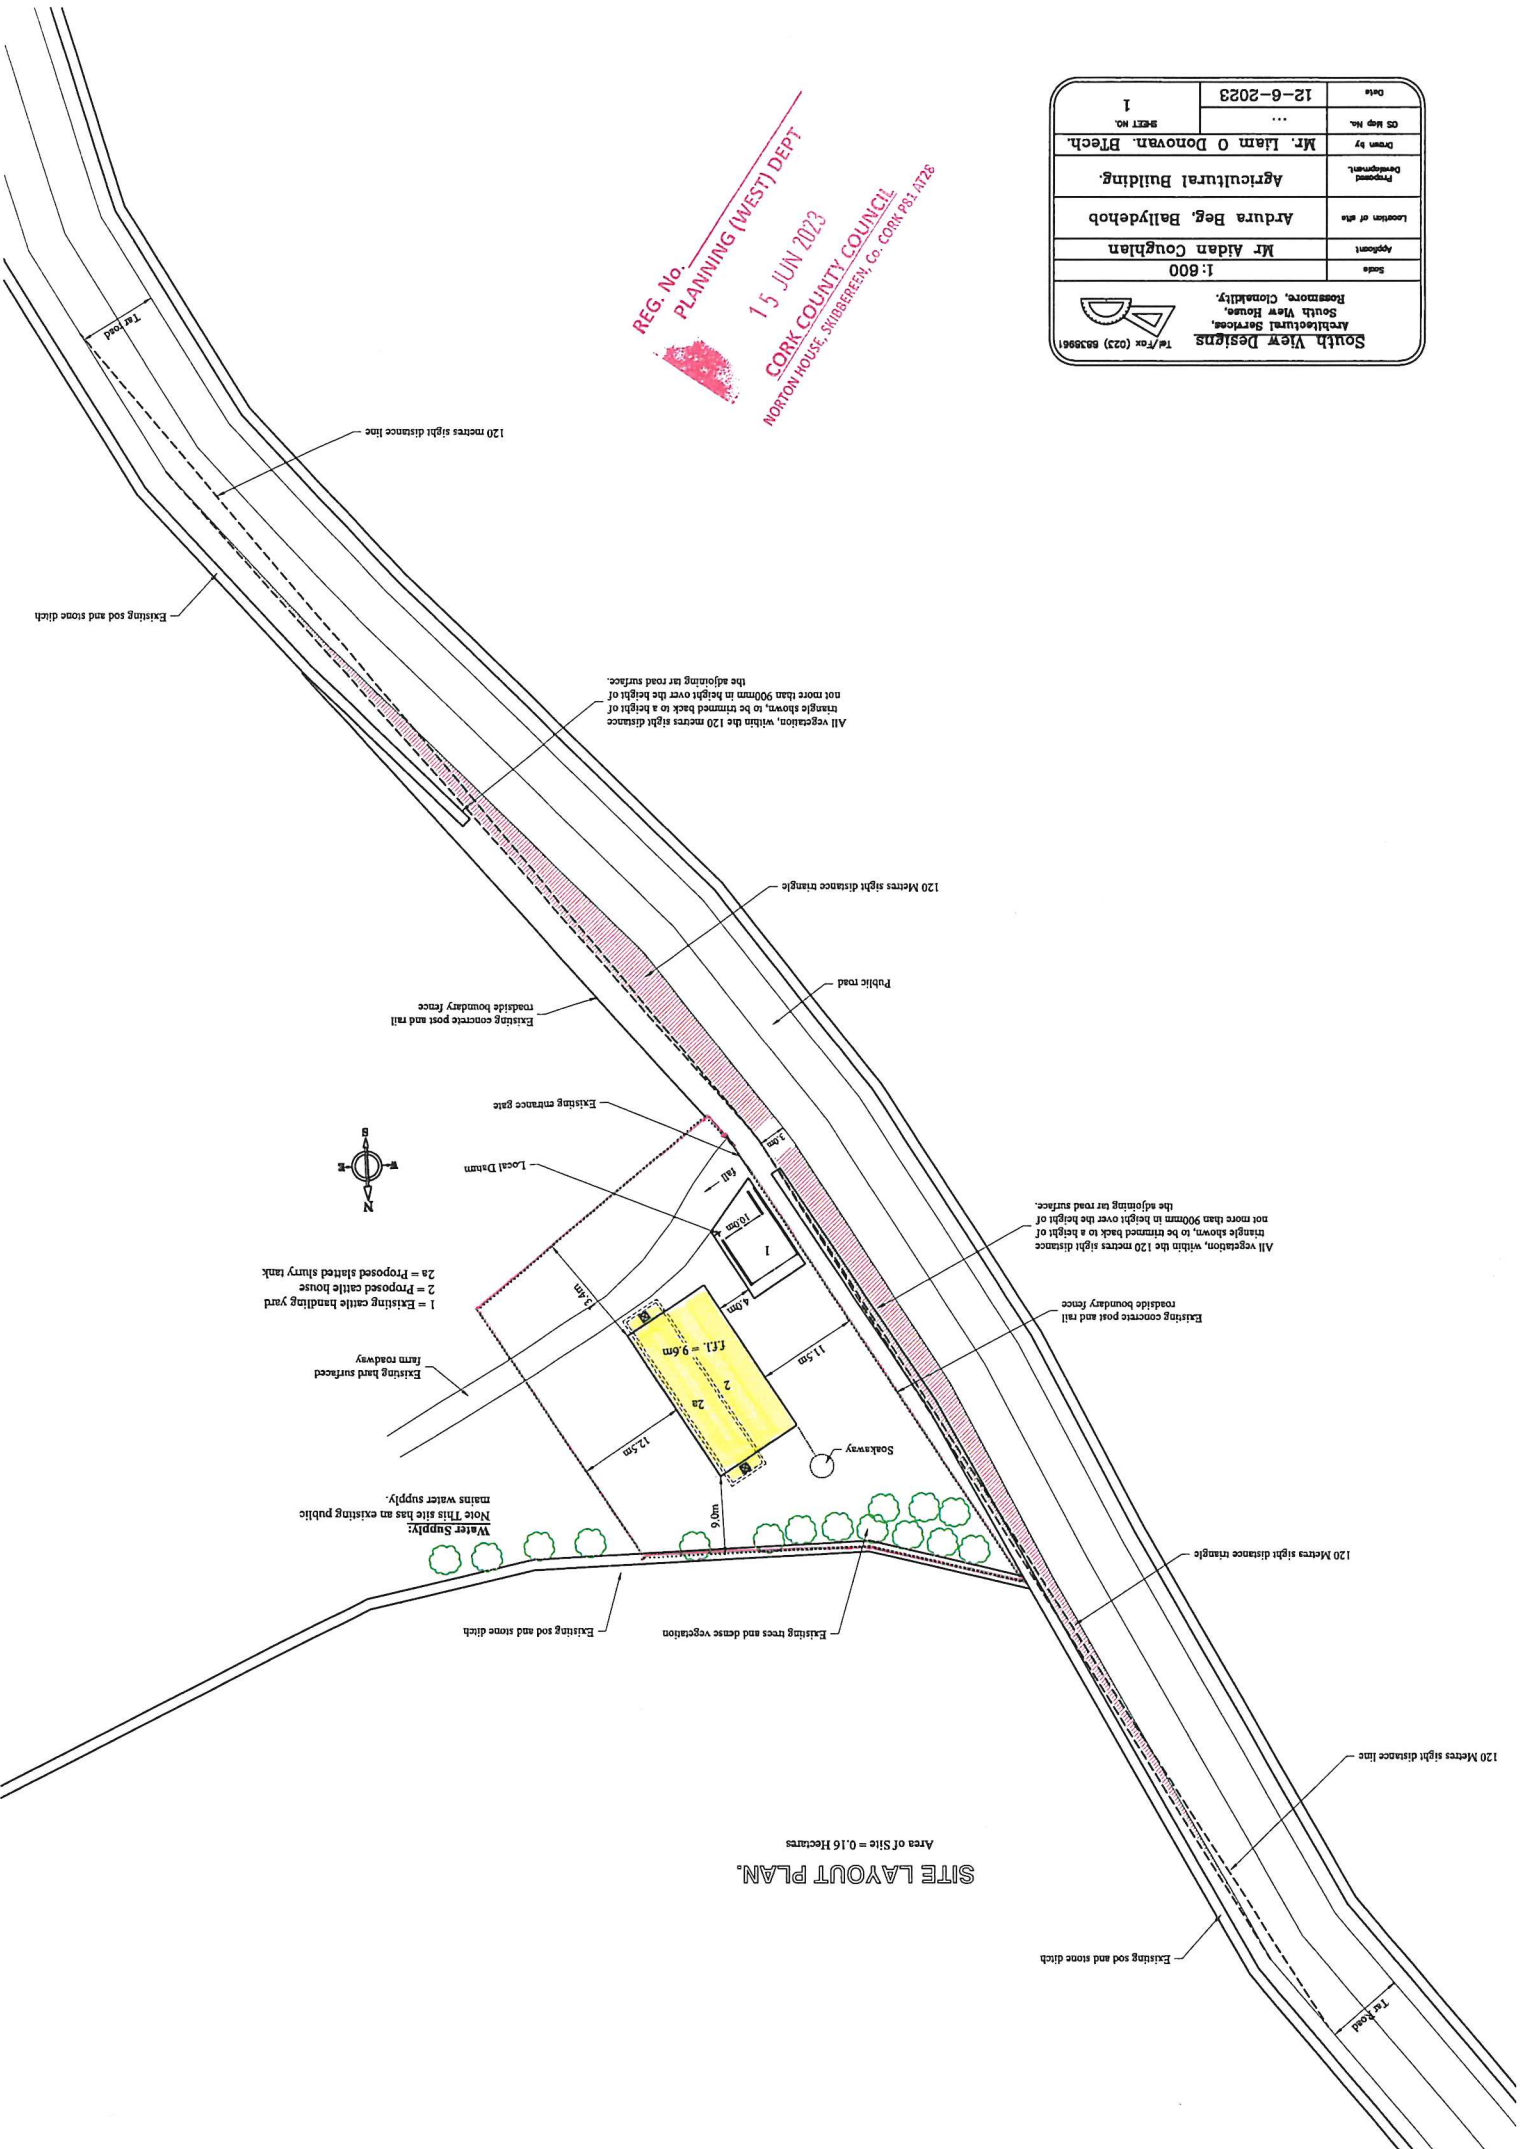 SITE LAYOUT PLAN.
Area of Site = 0.16 Hectares
Tar Road
Existing sod and stone ditch
120 Metres sight distance line
120 Metres sight distance triangle
Existing trees and dense vegetation
Existing sod and stone ditch
Water Supply:
Note This site has an existing public
mains water supply.
9.0m
Soakaway
12.5m
Existing hard surfaced
farm roadway
2a
2
f.f.l. = 9.6m
11.5m
4.0m
13.4m
Existing concrete post and rail
roadside boundary fence
1 = Existing cattle handling yard
2 = Proposed cattle house
2a = Proposed slatted slurry tank
All vegetation, within the 120 metres sight distance
triangle shown, to be trimmed back to a height of
not more than 900mm in height over the height of
the adjoining tar road surface.
1
10.0m
fall
Local Datum
3.0m
Existing entrance gate
N
W
E
S
Existing concrete post and rail
roadside boundary fence
Public road
120 Metres sight distance triangle
All vegetation, within the 120 metres sight distance
triangle shown, to be trimmed back to a height of
not more than 900mm in height over the height of
the adjoining tar road surface.
Existing sod and stone ditch
120 metres sight distance line
Tar road
South View Designs
Tel/Fax (023) 8838961
Architectural Services,
South View House,
Rossmore, Clonakilty.
Scale 1:600
Applicant Mr Aidan Coughlan
Location of site Ardura Beg, Ballydehob
Proposed Development. Agricultural Building.
Drawn by Mr. Liam O Donovan. BTech.
OS Map No. ... SHEET NO.
Date 12-6-2023 1
REG. No.
PLANNING (WEST) DEPT
15 JUN 2023
CORK COUNTY COUNCIL
NORTON HOUSE, SKIBBEREEN, Co. CORK P81 AT28